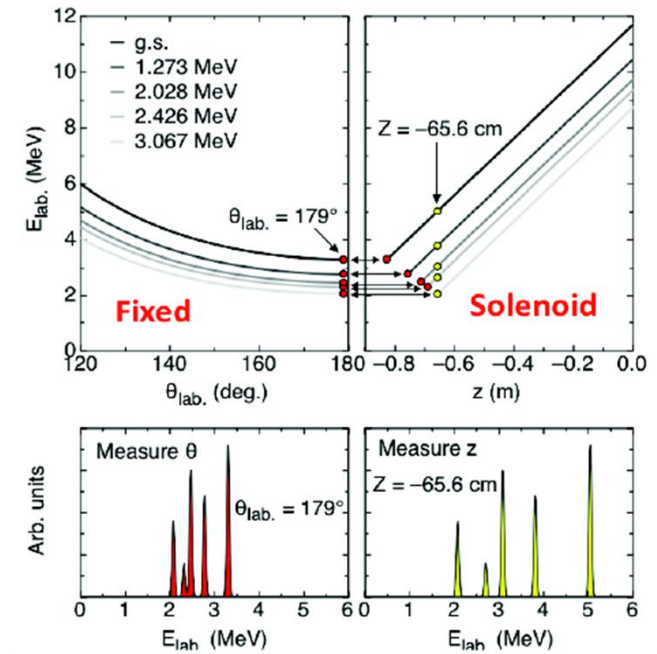 12
10
8
6
4
2
0
E lab. (MeV)
g.s.
1.273 MeV
2.028 MeV
2.426 MeV
3.067 MeV
θlab. = 179°
Fixed
120 140 160 180
θlab. (deg.)
Z = −65.6 cm
Solenoid
−0.8 −0.6 −0.4 −0.2 0.0
z (m)
Arb. units
Measure θ
θlab. = 179°
0 1 2 3 4 5 6
Elab (MeV)
Measure z
Z = −65.6 cm
0 1 2 3 4 5 6
Elab (MeV)